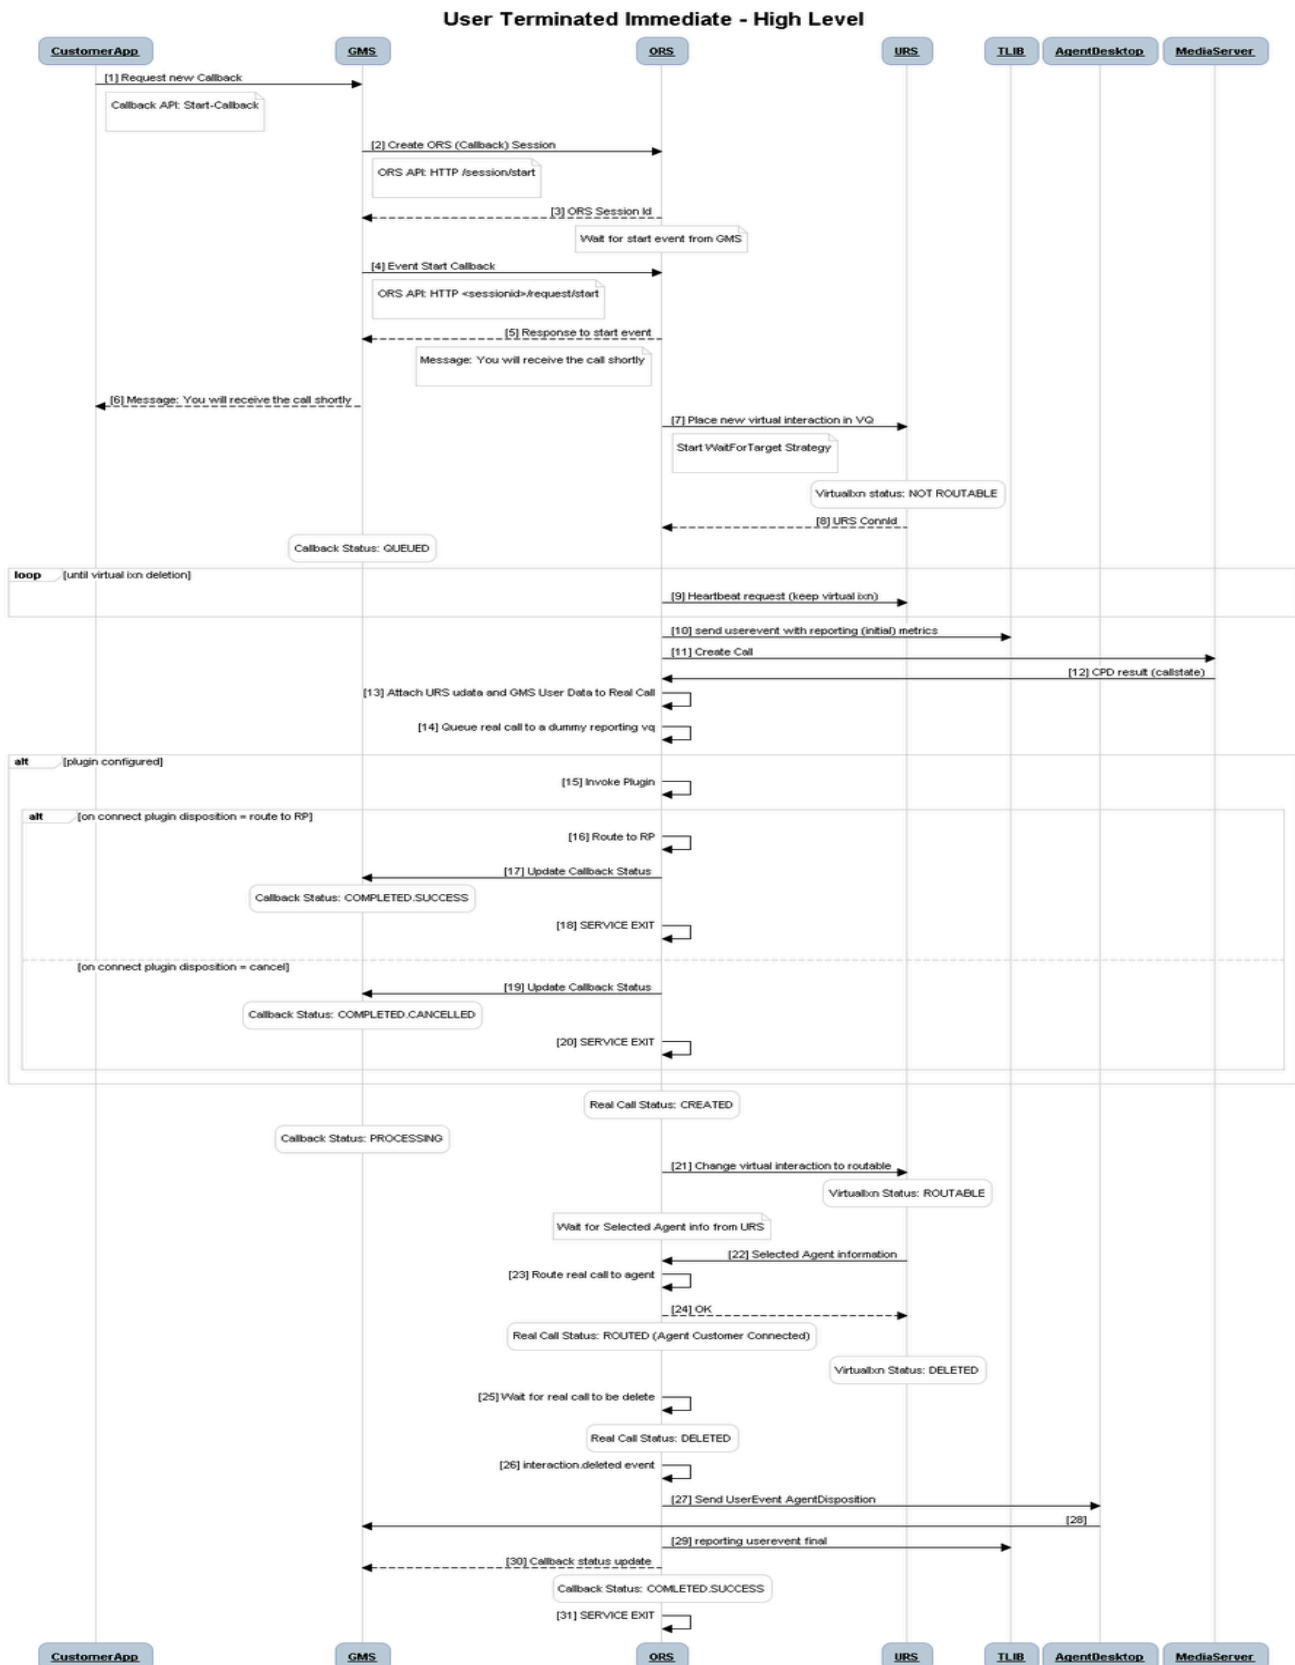 User Terminated Immediate - High Level
CustomerApp
GMS
ORS
URS
TLIB
AgentDesktop
MediaServer
[1] Request new Callback
Callback API: Start-Callback
[2] Create ORS (Callback) Session
ORS API: HTTP /session/start
[3] ORS Session Id
Wait for start event from GMS
[4] Event Start Callback
ORS API: HTTP <sessionid>/request/start
[5] Response to start event
Message: You will receive the call shortly
[6] Message: You will receive the call shortly
[7] Place new virtual interaction in VQ
Start WaitForTarget Strategy
VirtualIxn status: NOT ROUTABLE
[8] URS ConnId
Callback Status: QUEUED
loop
[until virtual ixn deletion]
[9] Heartbeat request (keep virtual ixn)
[10] send userevent with reporting (initial) metrics
[11] Create Call
[12] CPD result (callstate)
[13] Attach URS udata and GMS User Data to Real Call
[14] Queue real call to a dummy reporting vq
alt
[plugin configured]
[15] Invoke Plugin
alt
[on connect plugin disposition = route to RP]
[16] Route to RP
[17] Update Callback Status
Callback Status: COMPLETED.SUCCESS
[18] SERVICE EXIT
[on connect plugin disposition = cancel]
[19] Update Callback Status
Callback Status: COMPLETED.CANCELLED
[20] SERVICE EXIT
Real Call Status: CREATED
Callback Status: PROCESSING
[21] Change virtual interaction to routable
VirtualIxn Status: ROUTABLE
Wait for Selected Agent info from URS
[22] Selected Agent information
[23] Route real call to agent
[24] OK
Real Call Status: ROUTED (Agent Customer Connected)
VirtualIxn Status: DELETED
[25] Wait for real call to be delete
Real Call Status: DELETED
[26] interaction.deleted event
[27] Send UserEvent AgentDisposition
[28]
[29] reporting userevent final
[30] Callback status update
Callback Status: COMLETED.SUCCESS
[31] SERVICE EXIT
CustomerApp
GMS
ORS
URS
TLIB
AgentDesktop
MediaServer